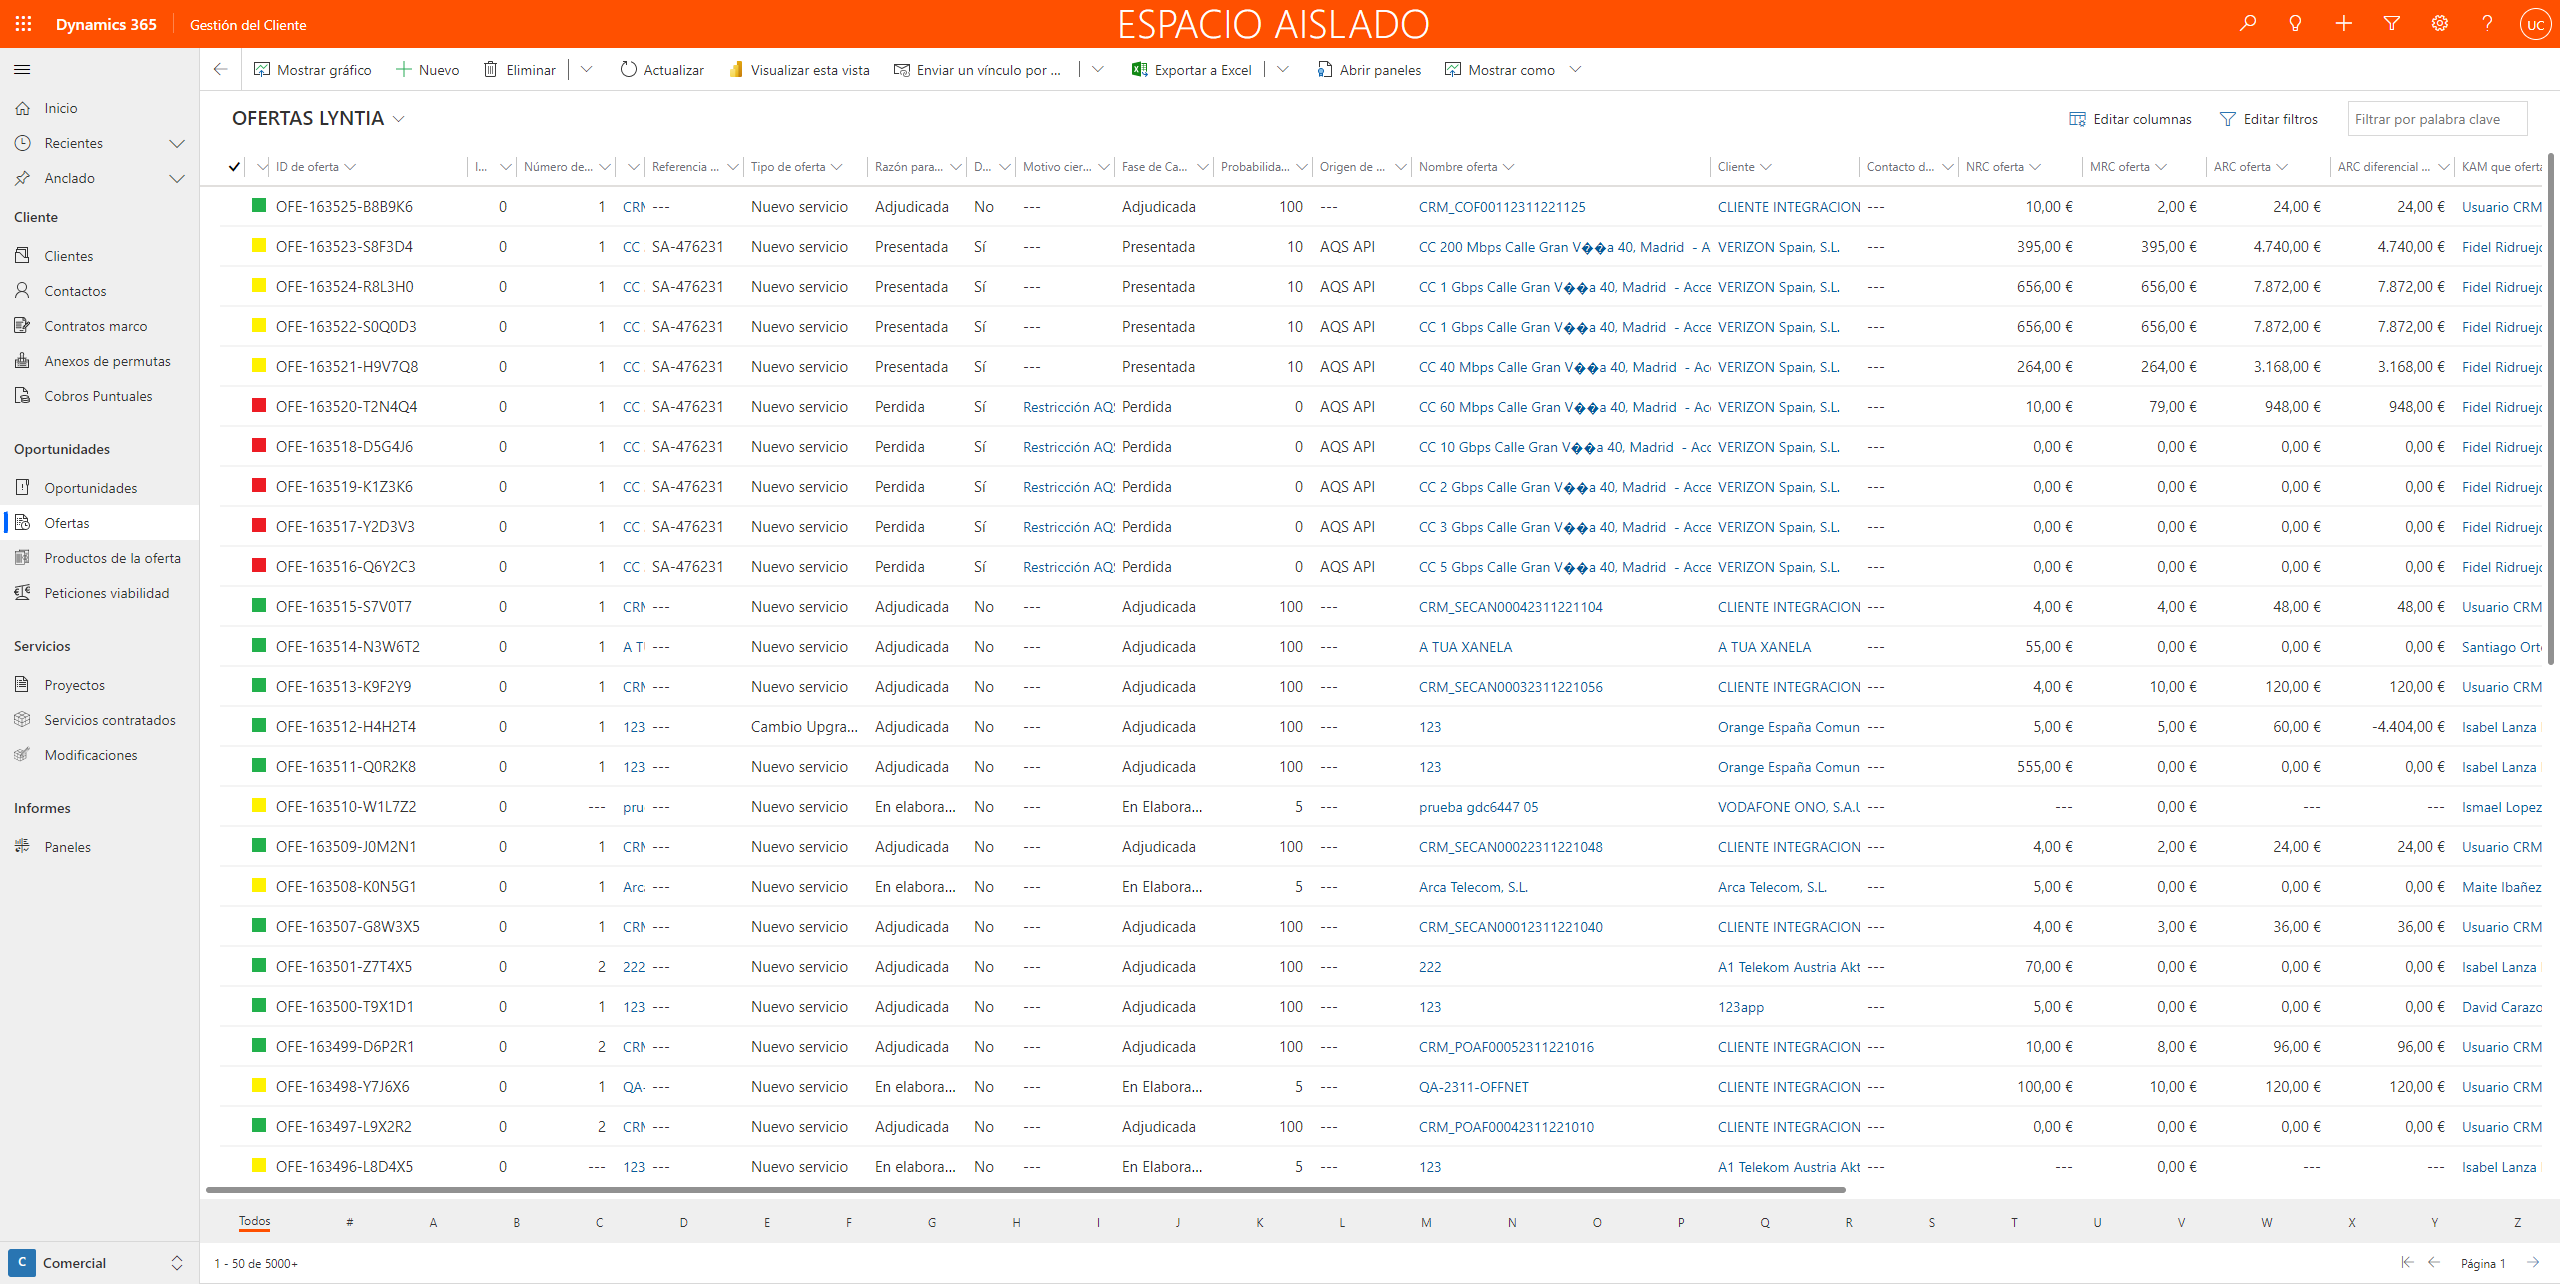 Dynamics 365 Gestión del Cliente ESPACIO AISLADO UC
Mostrar gráfico Nuevo Eliminar Actualizar Visualizar esta vista Enviar un vínculo por ... Exportar a Excel Abrir paneles Mostrar como
Inicio
Recientes
Anclado
Cliente
Clientes
Contactos
Contratos marco
Anexos de permutas
Cobros Puntuales
Oportunidades
Oportunidades
Ofertas
Productos de la oferta
Peticiones viabilidad
Servicios
Proyectos
Servicios contratados
Modificaciones
Informes
Paneles
C Comercial
OFERTAS LYNTIA Editar columnas Editar filtros Filtrar por palabra clave
ID de oferta I... Número de... Referencia ... Tipo de oferta Razón para... D... Motivo cier... Fase de Ca... Probabilida... Origen de ... Nombre oferta Cliente Contacto d... NRC oferta MRC oferta ARC oferta ARC diferencial ... KAM que oferta
OFE-163525-B8B9K6 0 1 CRM --- Nuevo servicio Adjudicada No --- Adjudicada 100 --- CRM_COF00112311221125 CLIENTE INTEGRACION --- 10,00 € 2,00 € 24,00 € 24,00 € Usuario CRM
OFE-163523-S8F3D4 0 1 CC SA-476231 Nuevo servicio Presentada Sí --- Presentada 10 AQS API CC 200 Mbps Calle Gran V��a 40, Madrid - A VERIZON Spain, S.L. --- 395,00 € 395,00 € 4.740,00 € 4.740,00 € Fidel Ridruejo
OFE-163524-R8L3H0 0 1 CC SA-476231 Nuevo servicio Presentada Sí --- Presentada 10 AQS API CC 1 Gbps Calle Gran V��a 40, Madrid - Acce VERIZON Spain, S.L. --- 656,00 € 656,00 € 7.872,00 € 7.872,00 € Fidel Ridruejo
OFE-163522-S0Q0D3 0 1 CC SA-476231 Nuevo servicio Presentada Sí --- Presentada 10 AQS API CC 1 Gbps Calle Gran V��a 40, Madrid - Acce VERIZON Spain, S.L. --- 656,00 € 656,00 € 7.872,00 € 7.872,00 € Fidel Ridruejo
OFE-163521-H9V7Q8 0 1 CC SA-476231 Nuevo servicio Presentada Sí --- Presentada 10 AQS API CC 40 Mbps Calle Gran V��a 40, Madrid - Ac VERIZON Spain, S.L. --- 264,00 € 264,00 € 3.168,00 € 3.168,00 € Fidel Ridruejo
OFE-163520-T2N4Q4 0 1 CC SA-476231 Nuevo servicio Perdida Sí Restricción AQS Perdida 0 AQS API CC 60 Mbps Calle Gran V��a 40, Madrid - Ac VERIZON Spain, S.L. --- 10,00 € 79,00 € 948,00 € 948,00 € Fidel Ridruejo
OFE-163518-D5G4J6 0 1 CC SA-476231 Nuevo servicio Perdida Sí Restricción AQS Perdida 0 AQS API CC 10 Gbps Calle Gran V��a 40, Madrid - Acc VERIZON Spain, S.L. --- 0,00 € 0,00 € 0,00 € 0,00 € Fidel Ridruejo
OFE-163519-K1Z3K6 0 1 CC SA-476231 Nuevo servicio Perdida Sí Restricción AQS Perdida 0 AQS API CC 2 Gbps Calle Gran V��a 40, Madrid - Acce VERIZON Spain, S.L. --- 0,00 € 0,00 € 0,00 € 0,00 € Fidel Ridruejo
OFE-163517-Y2D3V3 0 1 CC SA-476231 Nuevo servicio Perdida Sí Restricción AQS Perdida 0 AQS API CC 3 Gbps Calle Gran V��a 40, Madrid - Acce VERIZON Spain, S.L. --- 0,00 € 0,00 € 0,00 € 0,00 € Fidel Ridruejo
OFE-163516-Q6Y2C3 0 1 CC SA-476231 Nuevo servicio Perdida Sí Restricción AQS Perdida 0 AQS API CC 5 Gbps Calle Gran V��a 40, Madrid - Acce VERIZON Spain, S.L. --- 0,00 € 0,00 € 0,00 € 0,00 € Fidel Ridruejo
OFE-163515-S7V0T7 0 1 CRM --- Nuevo servicio Adjudicada No --- Adjudicada 100 --- CRM_SECAN00042311221104 CLIENTE INTEGRACION --- 4,00 € 4,00 € 48,00 € 48,00 € Usuario CRM
OFE-163514-N3W6T2 0 1 A TU --- Nuevo servicio Adjudicada No --- Adjudicada 100 --- A TUA XANELA A TUA XANELA --- 55,00 € 0,00 € 0,00 € 0,00 € Santiago Ort
OFE-163513-K9F2Y9 0 1 CRM --- Nuevo servicio Adjudicada No --- Adjudicada 100 --- CRM_SECAN00032311221056 CLIENTE INTEGRACION --- 4,00 € 10,00 € 120,00 € 120,00 € Usuario CRM
OFE-163512-H4H2T4 0 1 123 --- Cambio Upgra... Adjudicada No --- Adjudicada 100 --- 123 Orange España Comun --- 5,00 € 5,00 € 60,00 € -4.404,00 € Isabel Lanza
OFE-163511-Q0R2K8 0 1 123 --- Nuevo servicio Adjudicada No --- Adjudicada 100 --- 123 Orange España Comun --- 555,00 € 0,00 € 0,00 € 0,00 € Isabel Lanza
OFE-163510-W1L7Z2 0 --- pru --- Nuevo servicio En elabora... No --- En Elabora... 5 --- prueba gdc6447 05 VODAFONE ONO, S.A.U --- --- 0,00 € --- --- Ismael Lopez
OFE-163509-J0M2N1 0 1 CRM --- Nuevo servicio Adjudicada No --- Adjudicada 100 --- CRM_SECAN00022311221048 CLIENTE INTEGRACION --- 4,00 € 2,00 € 24,00 € 24,00 € Usuario CRM
OFE-163508-K0N5G1 0 1 Arca --- Nuevo servicio En elabora... No --- En Elabora... 5 --- Arca Telecom, S.L. Arca Telecom, S.L. --- 5,00 € 0,00 € 0,00 € 0,00 € Maite Ibañez
OFE-163507-G8W3X5 0 1 CRM --- Nuevo servicio Adjudicada No --- Adjudicada 100 --- CRM_SECAN00012311221040 CLIENTE INTEGRACION --- 4,00 € 3,00 € 36,00 € 36,00 € Usuario CRM
OFE-163501-Z7T4X5 0 2 222 --- Nuevo servicio Adjudicada No --- Adjudicada 100 --- 222 A1 Telekom Austria Akt --- 70,00 € 0,00 € 0,00 € 0,00 € Isabel Lanza
OFE-163500-T9X1D1 0 1 123 --- Nuevo servicio Adjudicada No --- Adjudicada 100 --- 123 123app --- 5,00 € 0,00 € 0,00 € 0,00 € David Carazo
OFE-163499-D6P2R1 0 2 CRM --- Nuevo servicio Adjudicada No --- Adjudicada 100 --- CRM_POAF00052311221016 CLIENTE INTEGRACION --- 10,00 € 8,00 € 96,00 € 96,00 € Usuario CRM
OFE-163498-Y7J6X6 0 1 QA- --- Nuevo servicio En elabora... No --- En Elabora... 5 --- QA-2311-OFFNET CLIENTE INTEGRACION --- 100,00 € 10,00 € 120,00 € 120,00 € Usuario CRM
OFE-163497-L9X2R2 0 2 CRM --- Nuevo servicio Adjudicada No --- Adjudicada 100 --- CRM_POAF00042311221010 CLIENTE INTEGRACION --- 0,00 € 0,00 € 0,00 € 0,00 € Usuario CRM
OFE-163496-L8D4X5 0 --- 123 --- Nuevo servicio En elabora... No --- En Elabora... 5 --- 123 A1 Telekom Austria Akt --- --- 0,00 € --- --- Isabel Lanza
Todos # A B C D E F G H I J K L M N O P Q R S T U V W X Y Z
1 - 50 de 5000+ Página 1